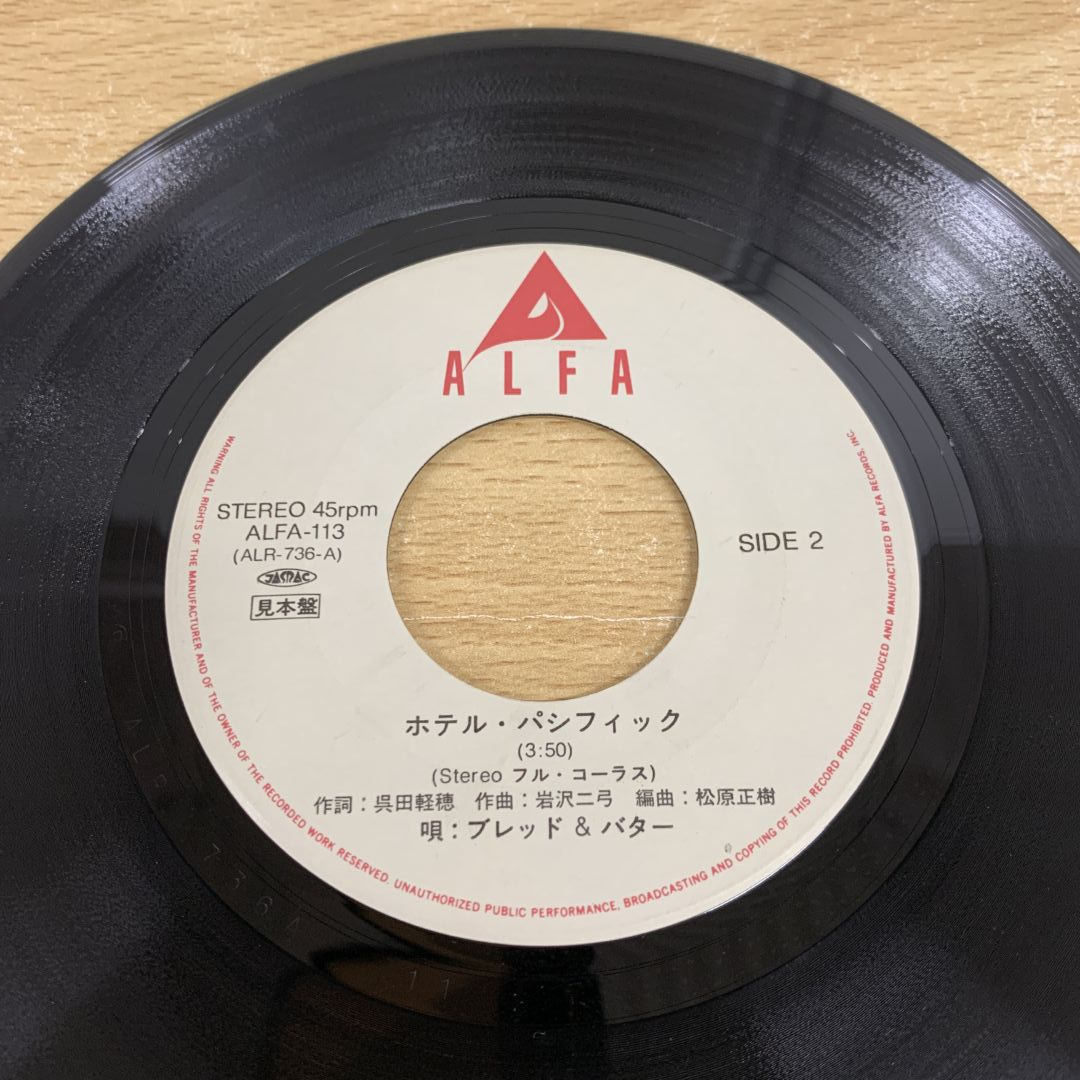 ALFA
STEREO 45rpm
ALFA-113
(ALR-736-A)
JASRAC
見本盤
SIDE 2
ホテル・パシフィック
(3:50)
(Stereo フル・コーラス)
作詞:呉田軽穂 作曲:岩沢二弓 編曲:松原正樹
唄:ブレッド & バター
WARNING ALL RIGHTS OF THE MANUFACTURER AND OF THE OWNER OF THE RECORDED WORK RESERVED. UNAUTHORIZED PUBLIC PERFORMANCE, BROADCASTING AND COPYING OF THIS RECORD PROHIBITED. PRODUCED AND MANUFACTURED BY ALFA RECORDS, INC.